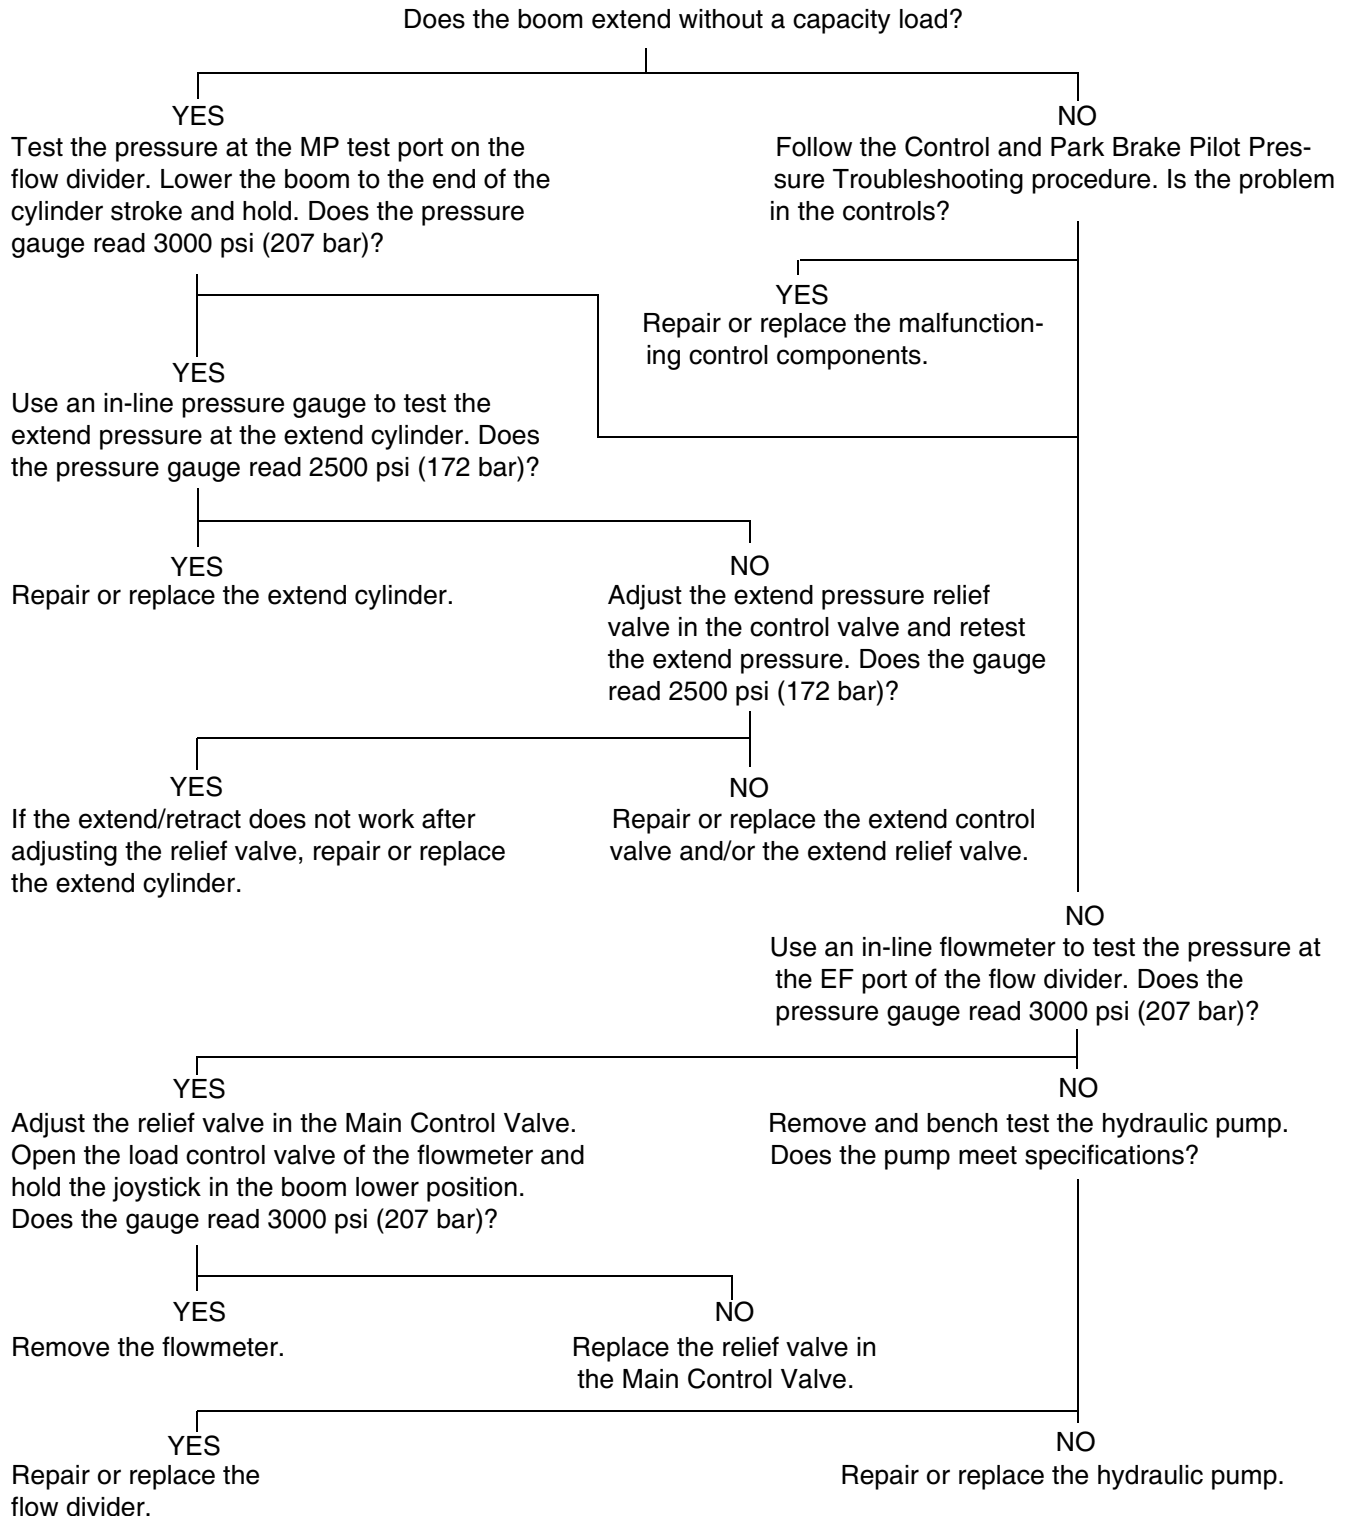 Does the boom extend without a capacity load?
YES
Test the pressure at the MP test port on the
flow divider. Lower the boom to the end of the
cylinder stroke and hold. Does the pressure
gauge read 3000 psi (207 bar)?
NO
Follow the Control and Park Brake Pilot Pres-
sure Troubleshooting procedure. Is the problem
in the controls?
YES
Repair or replace the malfunction-
ing control components.
YES
Use an in-line pressure gauge to test the
extend pressure at the extend cylinder. Does
the pressure gauge read 2500 psi (172 bar)?
YES
Repair or replace the extend cylinder.
NO
Adjust the extend pressure relief
valve in the control valve and retest
the extend pressure. Does the gauge
read 2500 psi (172 bar)?
YES
If the extend/retract does not work after
adjusting the relief valve, repair or replace
the extend cylinder.
NO
Repair or replace the extend control
valve and/or the extend relief valve.
NO
Use an in-line flowmeter to test the pressure at
the EF port of the flow divider. Does the
pressure gauge read 3000 psi (207 bar)?
YES
Adjust the relief valve in the Main Control Valve.
Open the load control valve of the flowmeter and
hold the joystick in the boom lower position.
Does the gauge read 3000 psi (207 bar)?
NO
Remove and bench test the hydraulic pump.
Does the pump meet specifications?
YES
Remove the flowmeter.
NO
Replace the relief valve in
the Main Control Valve.
YES
Repair or replace the
flow divider.
NO
Repair or replace the hydraulic pump.